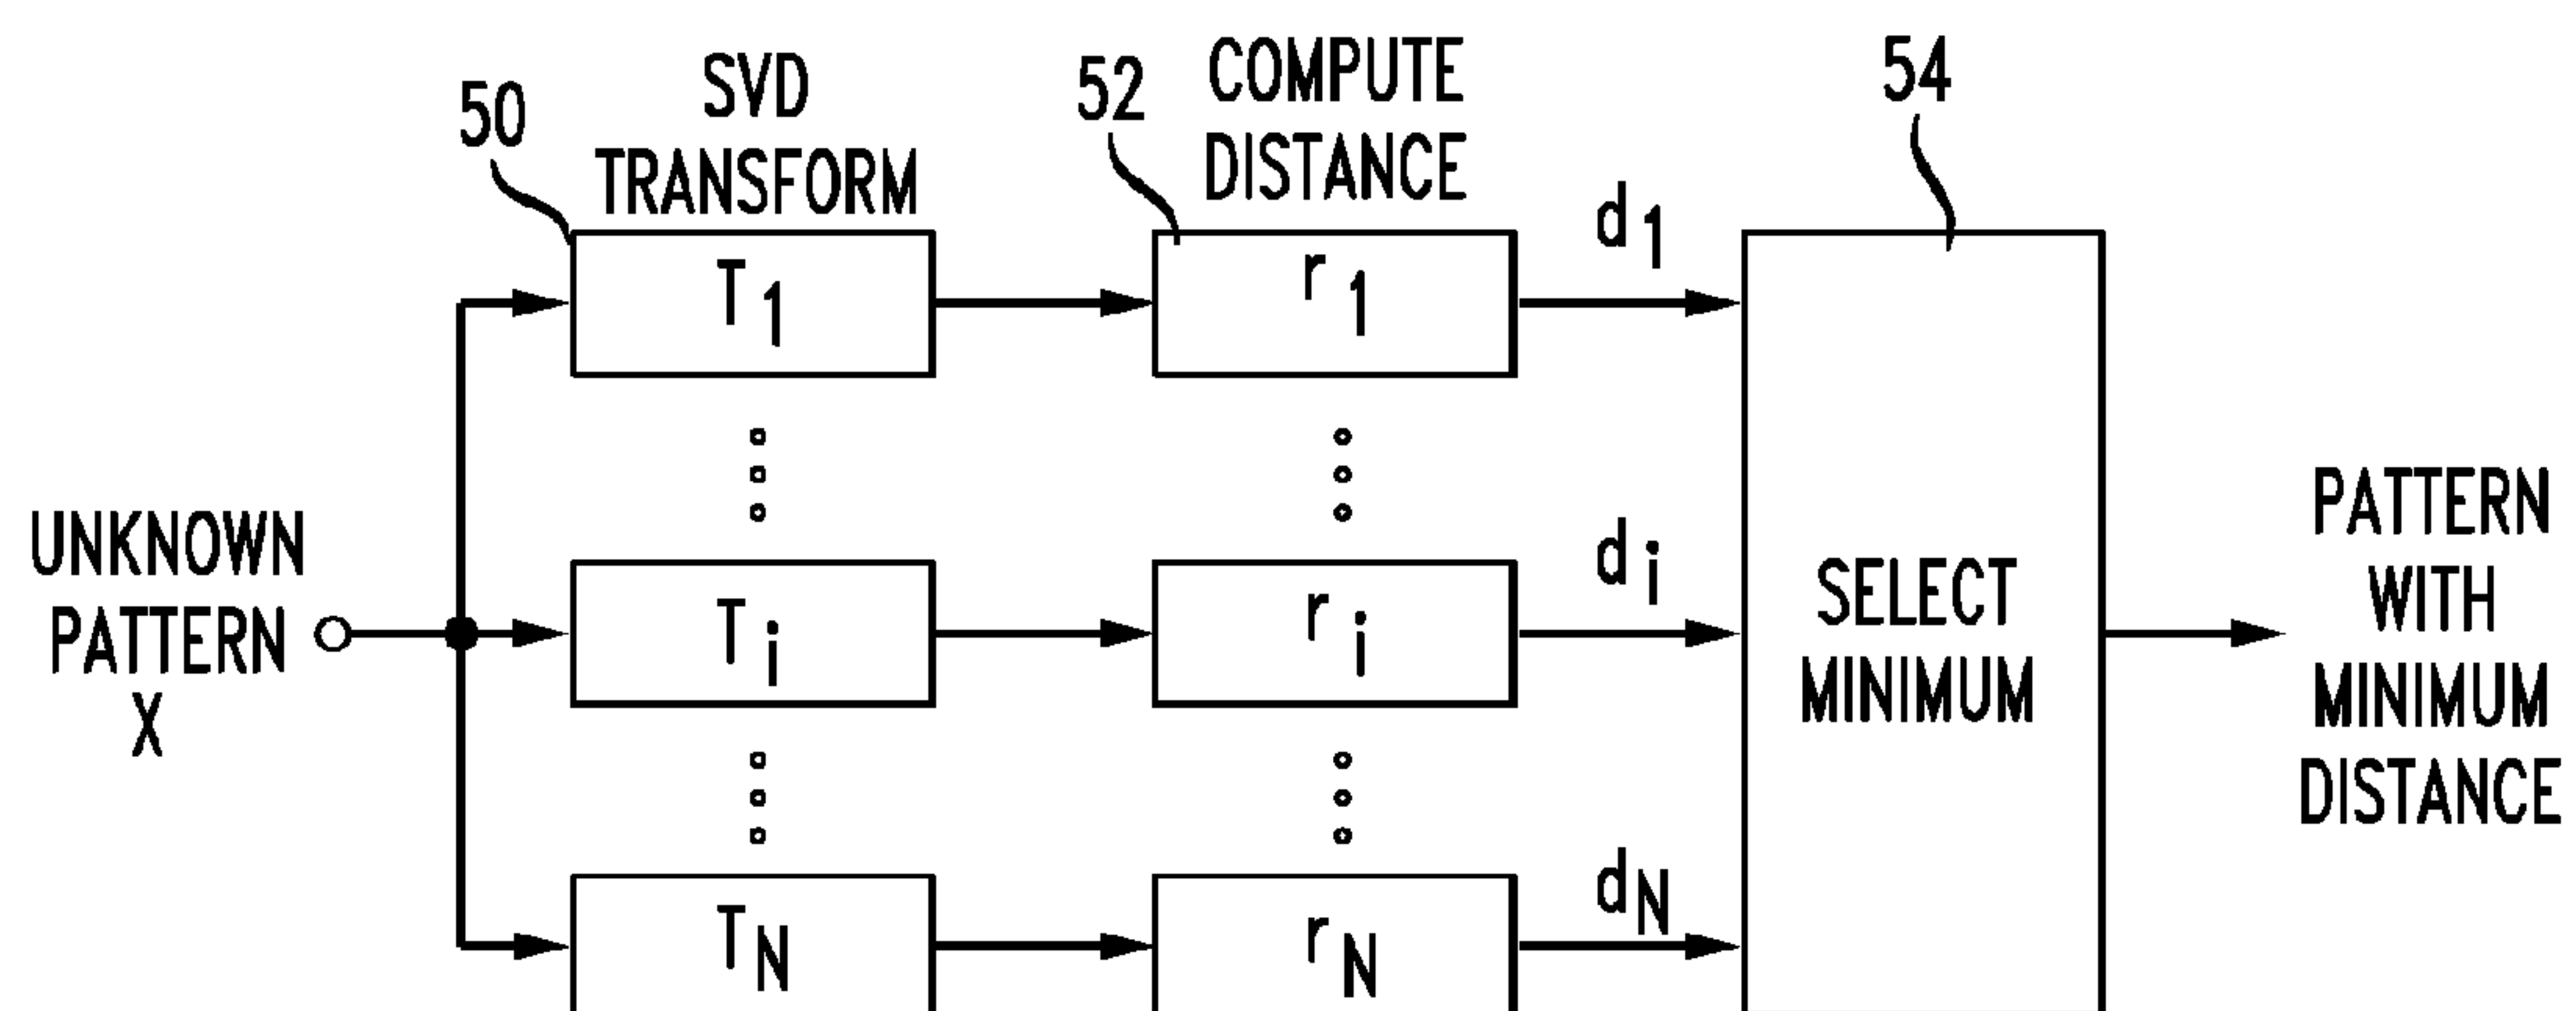 50
SVD
TRANSFORM
52
COMPUTE
DISTANCE
54
T1
r1
d1
UNKNOWN
PATTERN
X
Ti
ri
di
SELECT
MINIMUM
PATTERN
WITH
MINIMUM
DISTANCE
TN
rN
dN